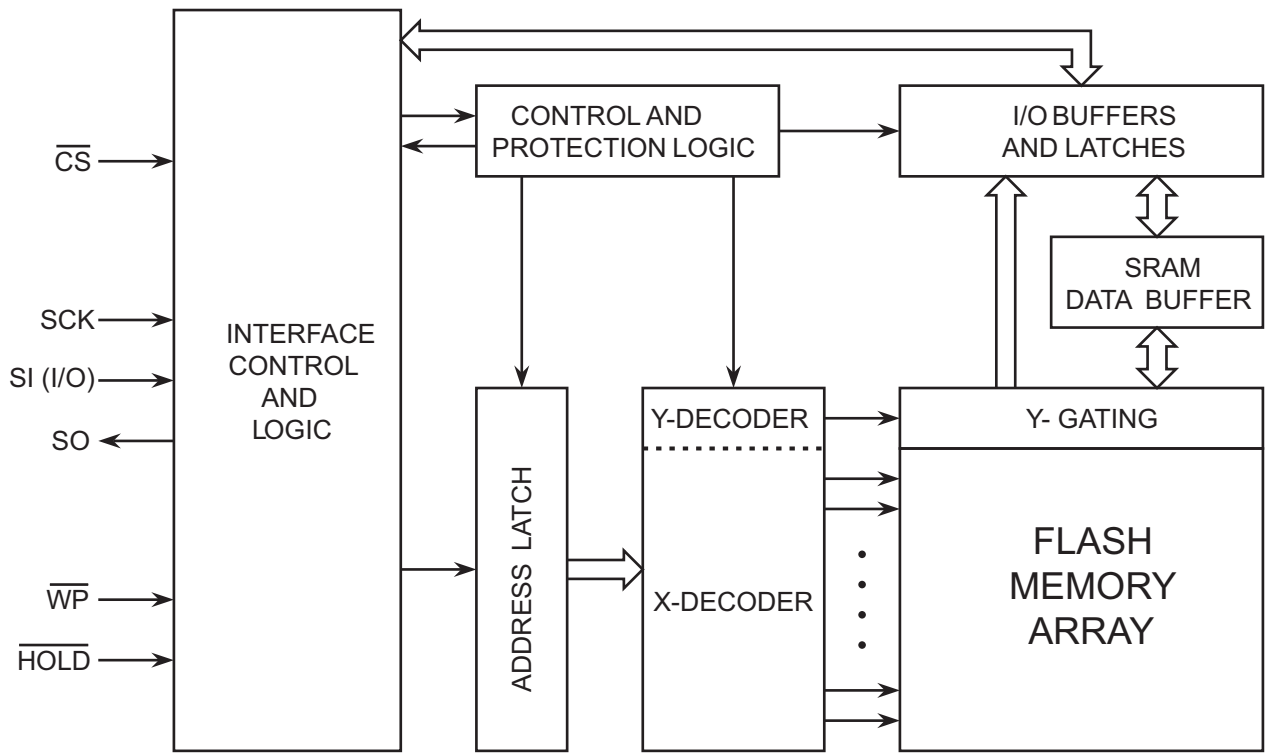 CS
SCK
SI (I/O)
SO
WP
HOLD
INTERFACE
CONTROL
AND
LOGIC
CONTROL AND
PROTECTION LOGIC
I/O BUFFERS
AND LATCHES
SRAM
DATA BUFFER
ADDRESS LATCH
Y-DECODER
X-DECODER
Y- GATING
FLASH
MEMORY
ARRAY